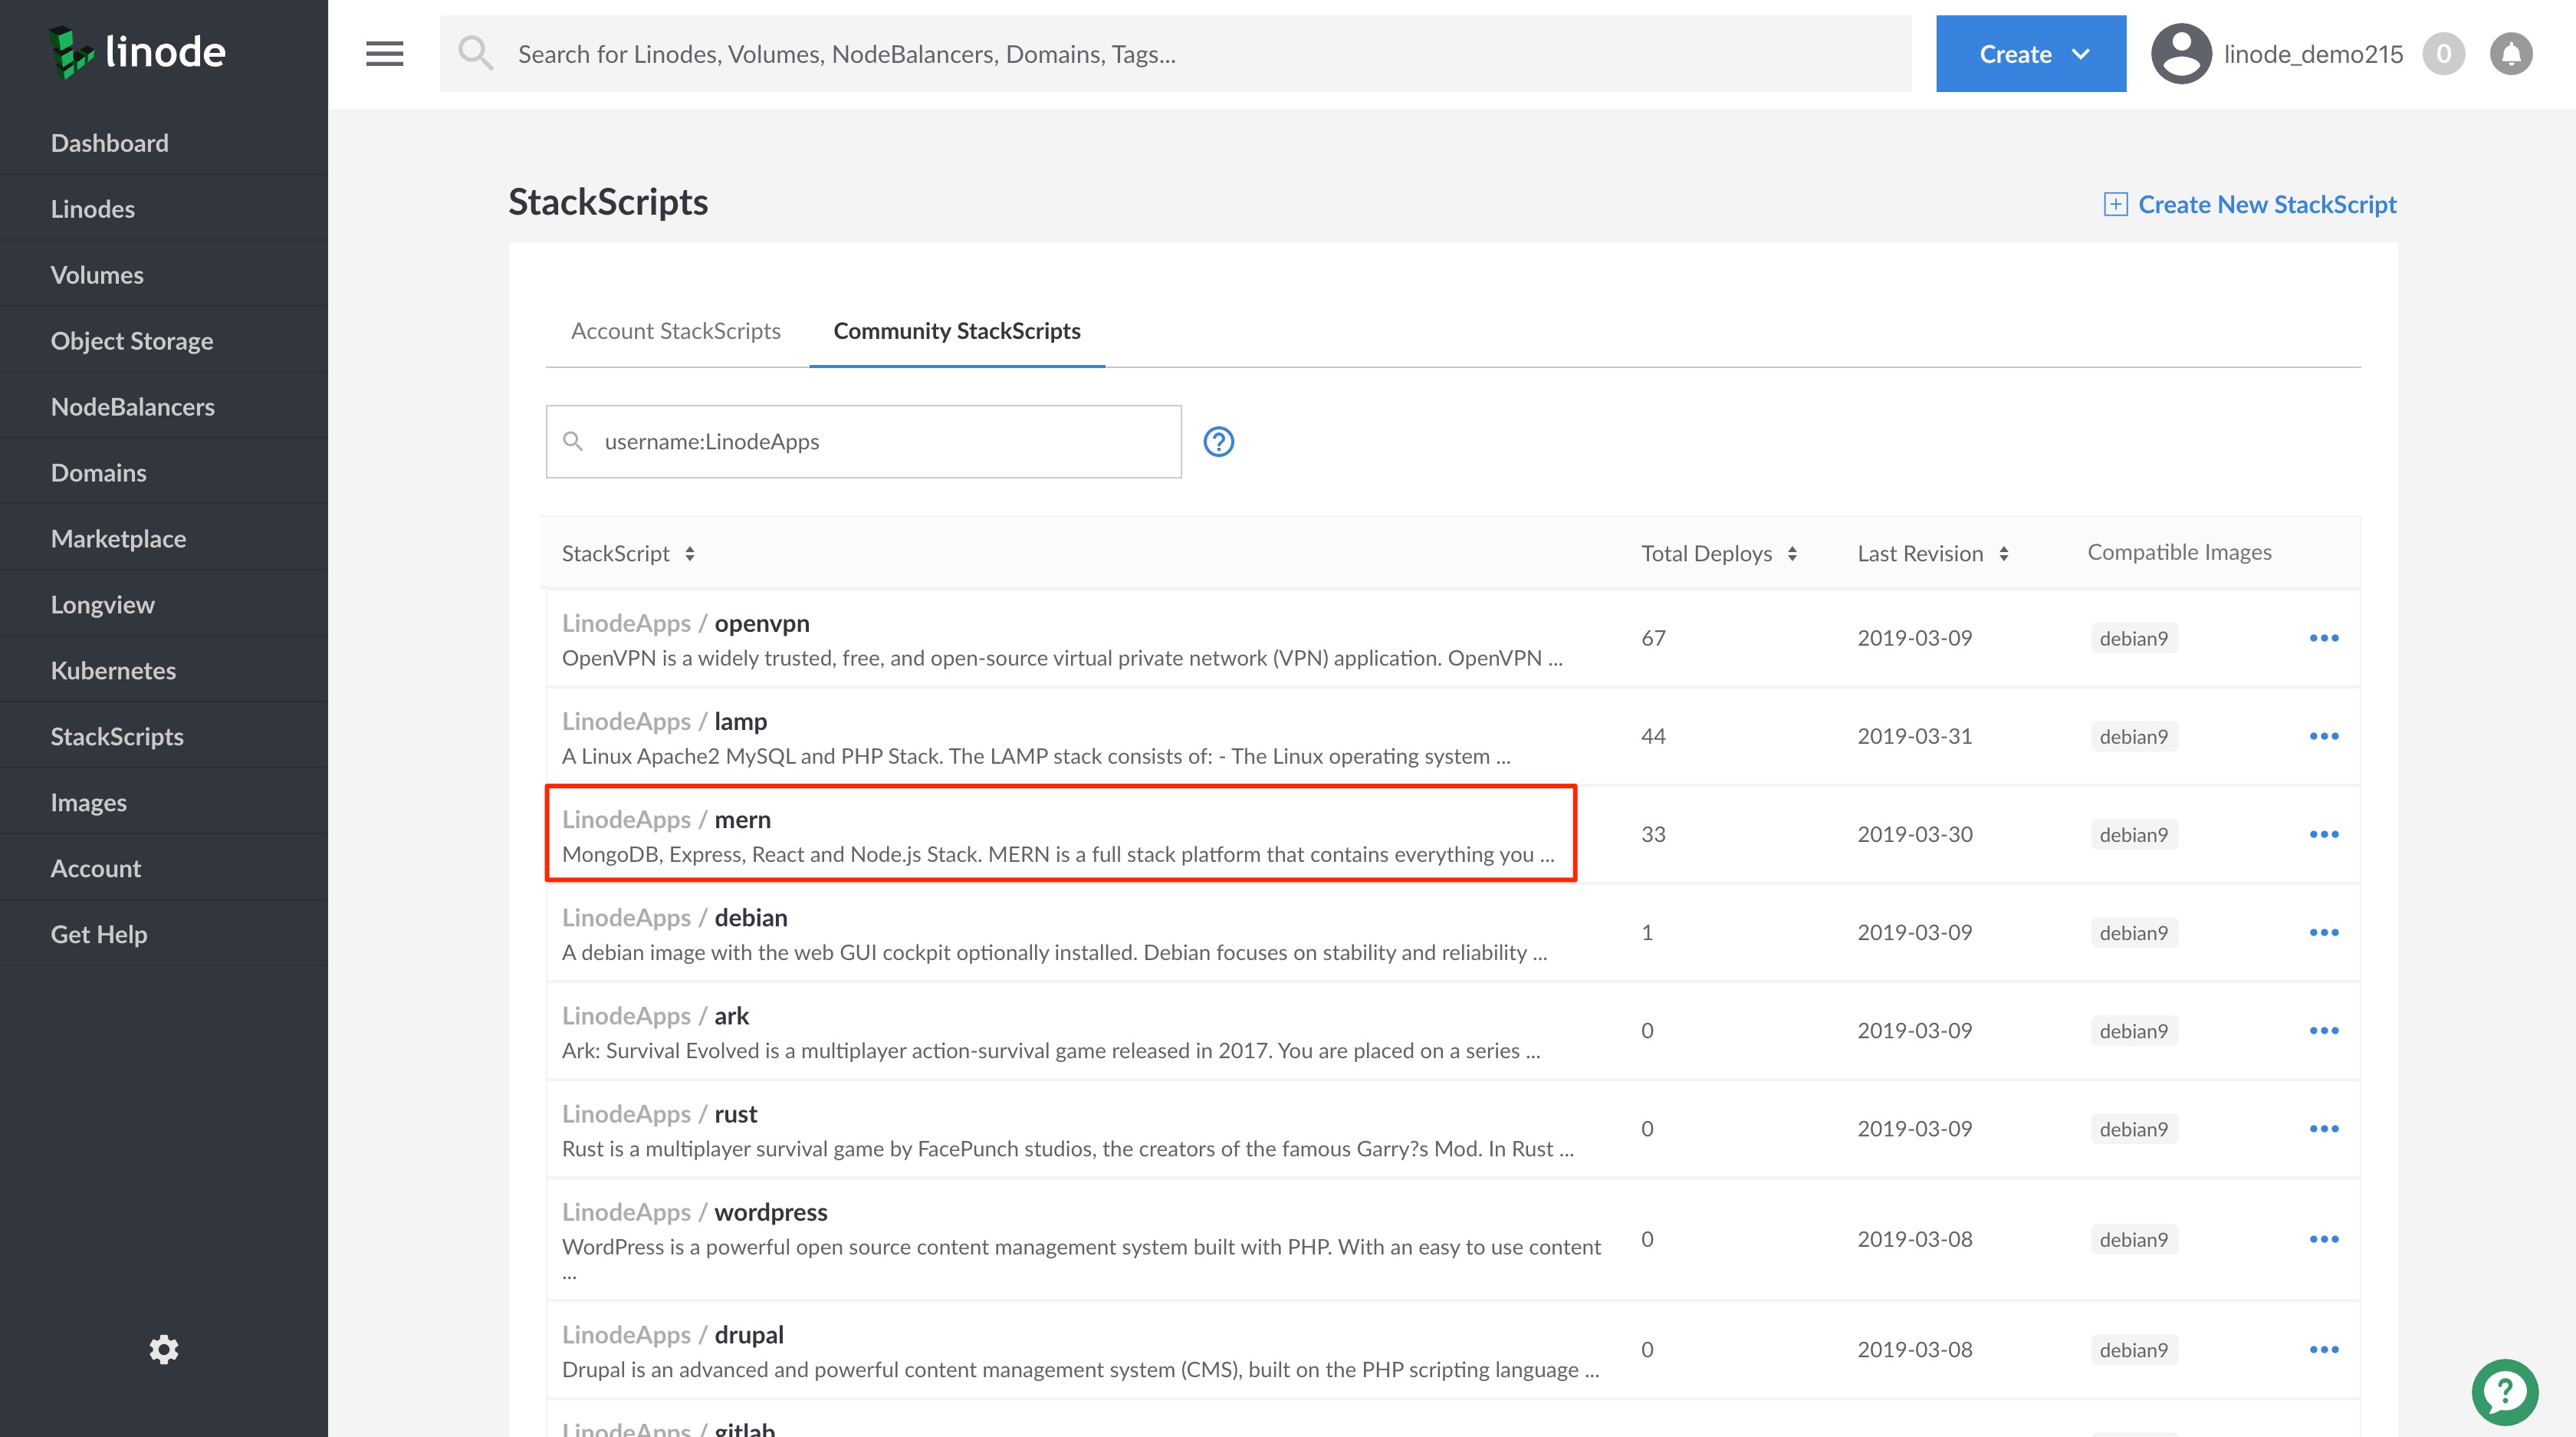 linode
Search for Linodes, Volumes, NodeBalancers, Domains, Tags...
Create
linode_demo215
0
Dashboard
Linodes
Volumes
Object Storage
NodeBalancers
Domains
Marketplace
Longview
Kubernetes
StackScripts
Images
Account
Get Help
StackScripts
Create New StackScript
Account StackScripts
Community StackScripts
username:LinodeApps
?
StackScript
Total Deploys
Last Revision
Compatible Images
LinodeApps / openvpn
OpenVPN is a widely trusted, free, and open-source virtual private network (VPN) application. OpenVPN ...
67
2019-03-09
debian9
LinodeApps / lamp
A Linux Apache2 MySQL and PHP Stack. The LAMP stack consists of: - The Linux operating system ...
44
2019-03-31
debian9
LinodeApps / mern
MongoDB, Express, React and Node.js Stack. MERN is a full stack platform that contains everything you ...
33
2019-03-30
debian9
LinodeApps / debian
A debian image with the web GUI cockpit optionally installed. Debian focuses on stability and reliability ...
1
2019-03-09
debian9
LinodeApps / ark
Ark: Survival Evolved is a multiplayer action-survival game released in 2017. You are placed on a series ...
0
2019-03-09
debian9
LinodeApps / rust
Rust is a multiplayer survival game by FacePunch studios, the creators of the famous Garry?s Mod. In Rust ...
0
2019-03-09
debian9
LinodeApps / wordpress
WordPress is a powerful open source content management system built with PHP. With an easy to use content
...
0
2019-03-08
debian9
LinodeApps / drupal
Drupal is an advanced and powerful content management system (CMS), built on the PHP scripting language ...
0
2019-03-08
debian9
LinodeApps / gitlab
?